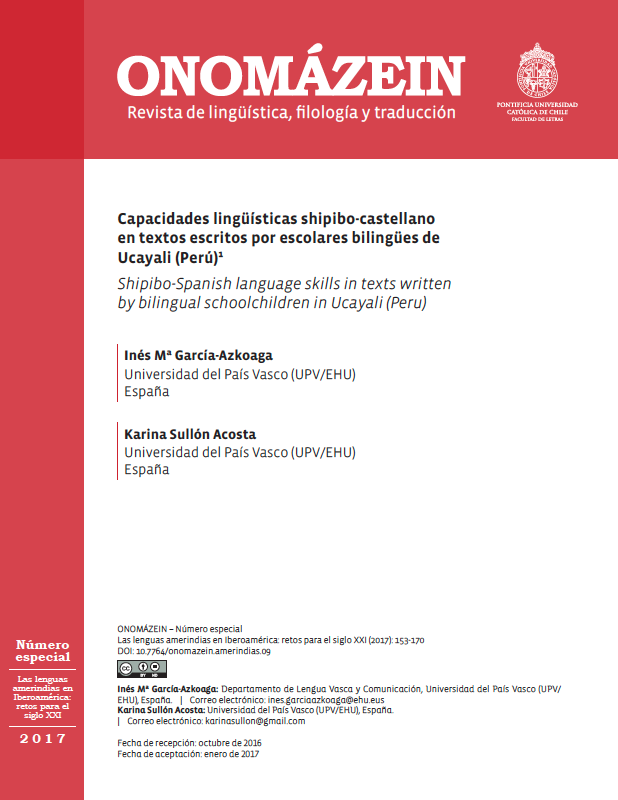 ONOMÁZEIN
Revista de lingüística, filología y traducción
PONTIFICIA UNIVERSIDAD
CATÓLICA DE CHILE
FACULTAD DE LETRAS
Capacidades lingüísticas shipibo-castellano
en textos escritos por escolares bilingües de
Ucayali (Perú)¹
Shipibo-Spanish language skills in texts written
by bilingual schoolchildren in Ucayali (Peru)
Inés Mª García-Azkoaga
Universidad del País Vasco (UPV/EHU)
España
Karina Sullón Acosta
Universidad del País Vasco (UPV/EHU)
España
ONOMÁZEIN – Número especial
Las lenguas amerindias en Iberoamérica: retos para el siglo XXI (2017): 153-170
DOI: 10.7764/onomazein.amerindias.09
cc
BY ND
Inés Mª García-Azkoaga: Departamento de Lengua Vasca y Comunicación, Universidad del País Vasco (UPV/
EHU), España. | Correo electrónico: ines.garciaazkoaga@ehu.eus
Karina Sullón Acosta: Universidad del País Vasco (UPV/EHU), España.
| Correo electrónico: karinasullon@gmail.com
Fecha de recepción: octubre de 2016
Fecha de aceptación: enero de 2017
Número
especial
Las lenguas
amerindias en
Iberoamérica:
retos para el
siglo XXI
2017